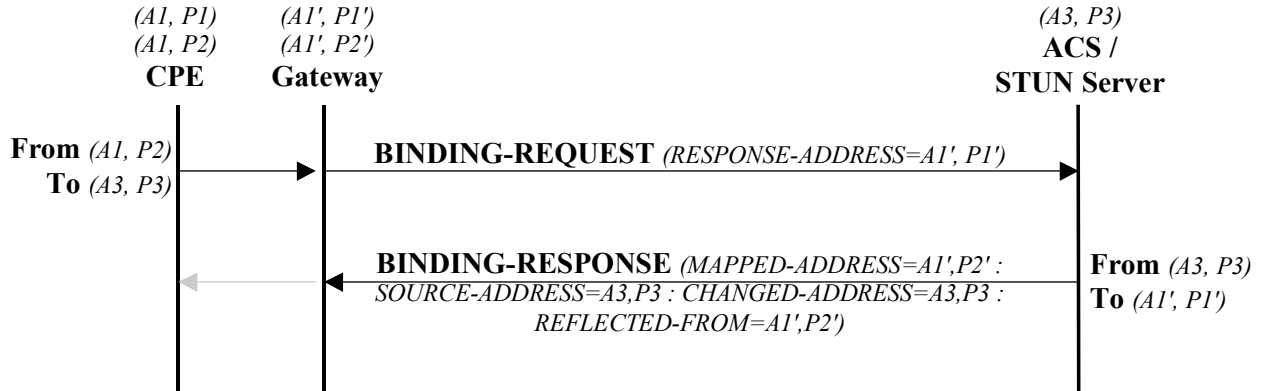 (A1, P1) (A1', P1') (A3, P3)
(A1, P2) (A1', P2') ACS /
CPE Gateway STUN Server
From (A1, P2)
To (A3, P3)
BINDING-REQUEST (RESPONSE-ADDRESS=A1', P1')
BINDING-RESPONSE (MAPPED-ADDRESS=A1',P2' :
SOURCE-ADDRESS=A3,P3 : CHANGED-ADDRESS=A3,P3 :
REFLECTED-FROM=A1',P2')
From (A3, P3)
To (A1', P1')